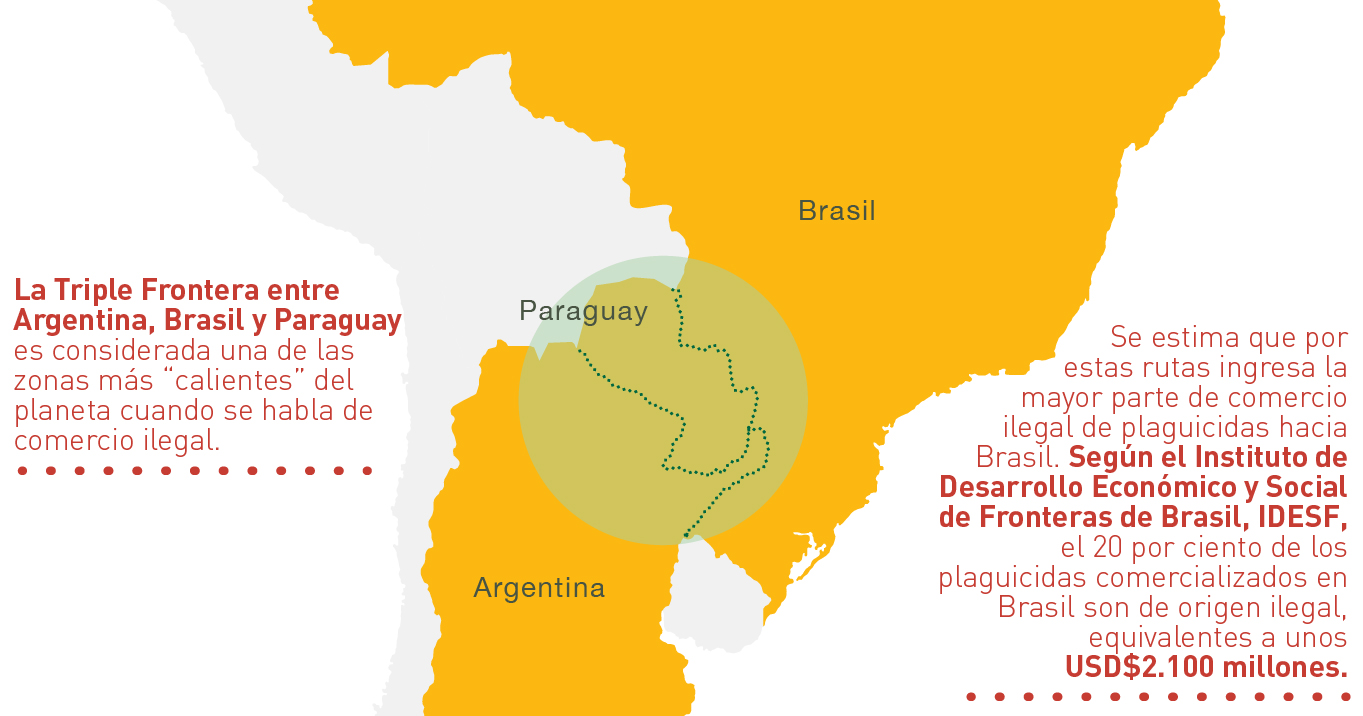 Brasil
Paraguay
Argentina
La Triple Frontera entre
Argentina, Brasil y Paraguay
es considerada una de las
zonas más “calientes” del
planeta cuando se habla de
comercio ilegal.
Se estima que por
estas rutas ingresa la
mayor parte de comercio
ilegal de plaguicidas hacia
Brasil. Según el Instituto de
Desarrollo Económico y Social
de Fronteras de Brasil, IDESF,
el 20 por ciento de los
plaguicidas comercializados en
Brasil son de origen ilegal,
equivalentes a unos
USD$2.100 millones.